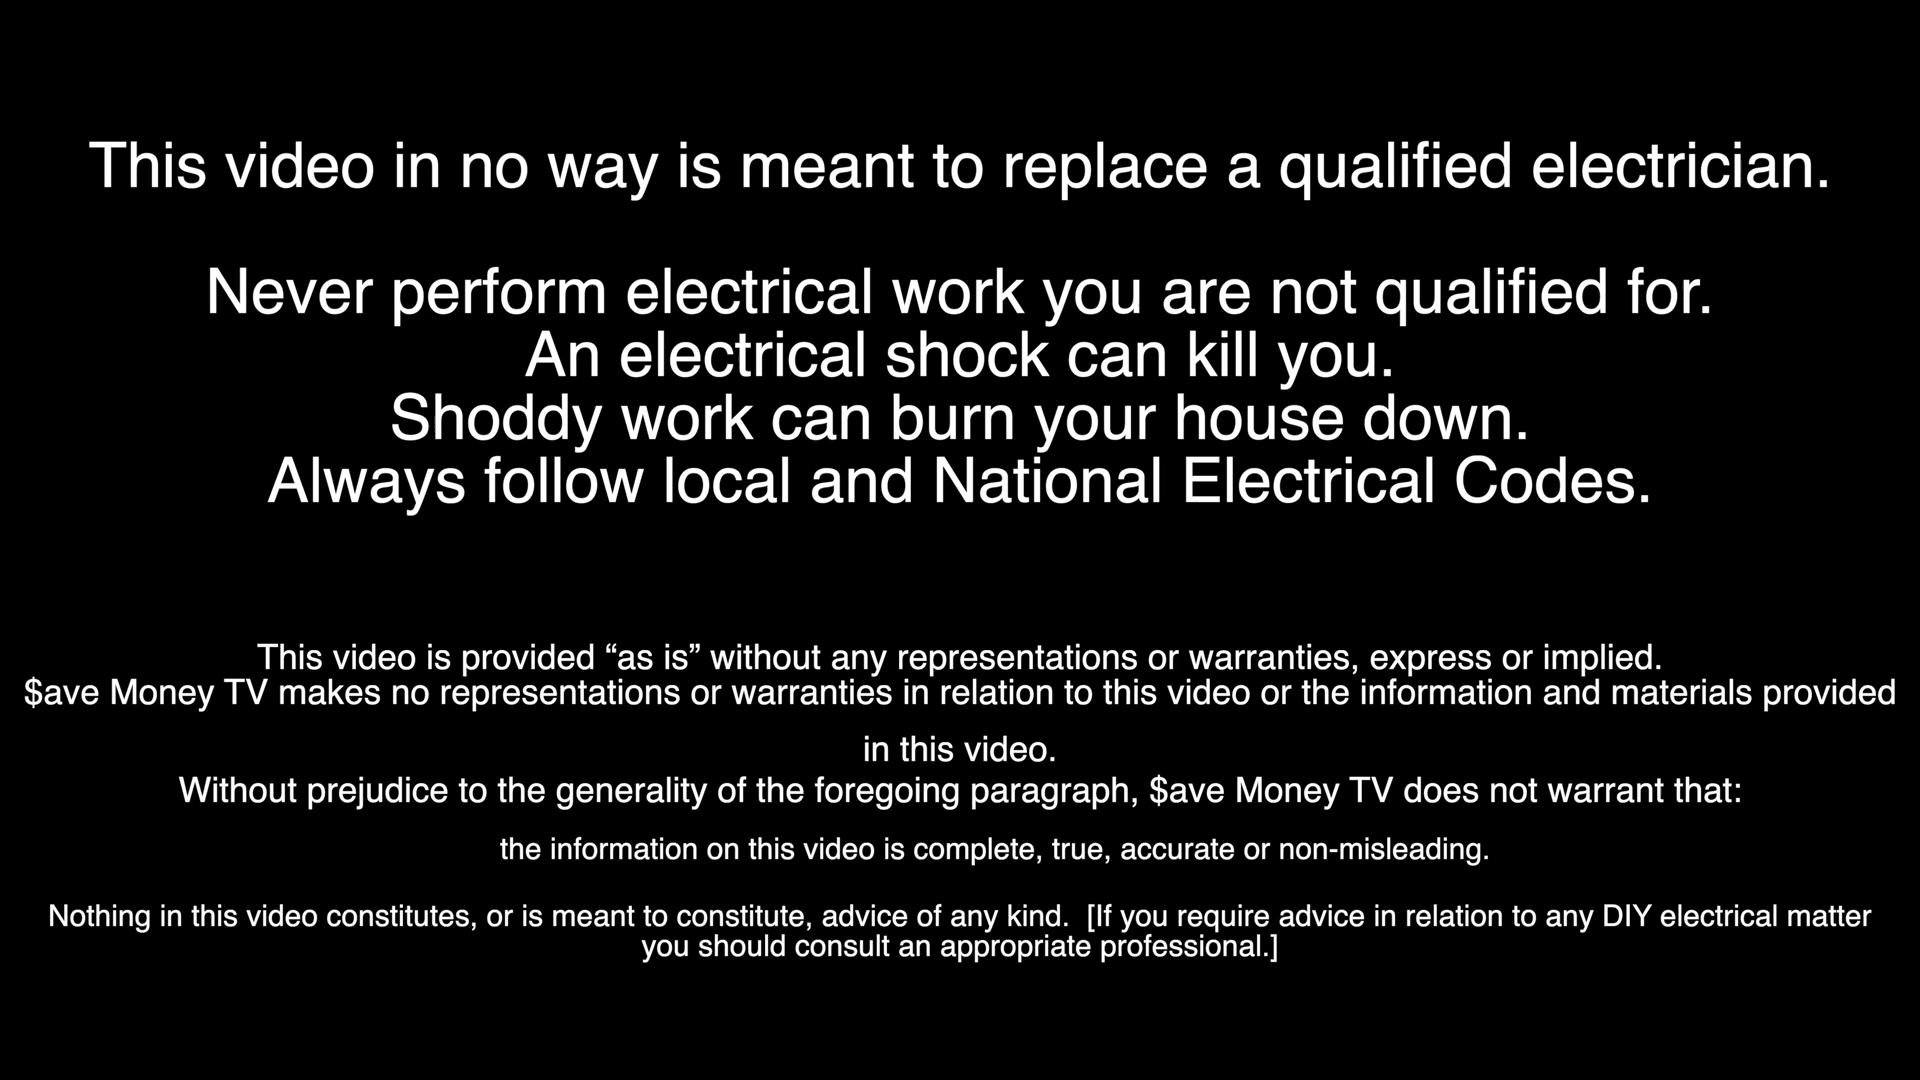 This video in no way is meant to replace a qualified electrician.
Never perform electrical work you are not qualified for.
An electrical shock can kill you.
Shoddy work can burn your house down.
Always follow local and National Electrical Codes.
This video is provided “as is” without any representations or warranties, express or implied.
$ave Money TV makes no representations or warranties in relation to this video or the information and materials provided
in this video.
Without prejudice to the generality of the foregoing paragraph, $ave Money TV does not warrant that:
the information on this video is complete, true, accurate or non-misleading.
Nothing in this video constitutes, or is meant to constitute, advice of any kind.  [If you require advice in relation to any DIY electrical matter
you should consult an appropriate professional.]